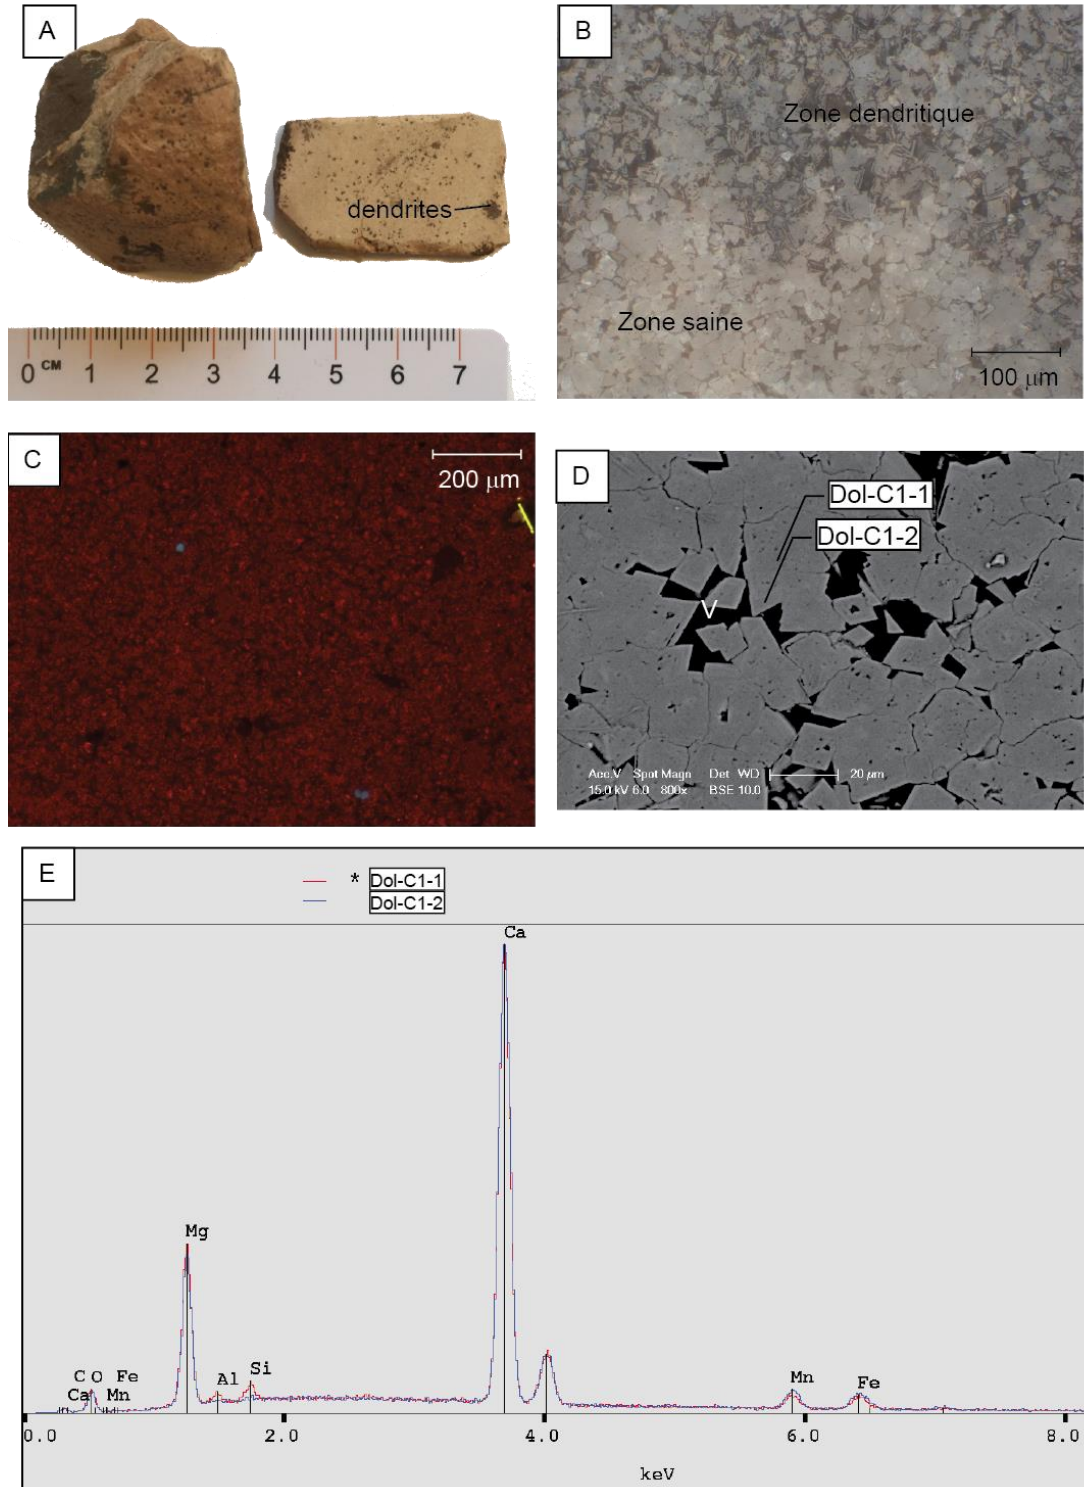 A
dendrites
0 CM 1 2 3 4 5 6 7
B
Zone dendritique
Zone saine
100 µm
C
200 µm
D
Dol-C1-1
Dol-C1-2
V
Acc.V Spot Magn Det WD 20 µm
15.0 kV 6.0 800x BSE 10.0
E
* Dol-C1-1
Dol-C1-2
Ca
Mg
C O Fe
Ca Mn
Al
Si
Mn
Fe
0.0 2.0 4.0 6.0 8.0
keV